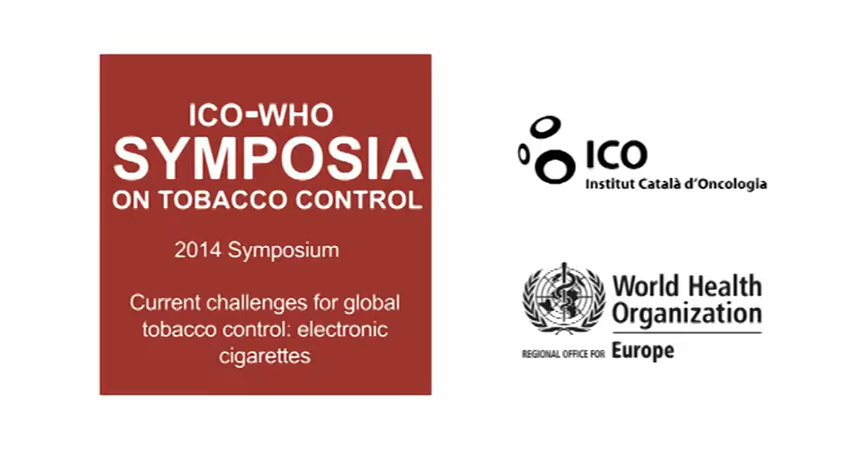 ICO-WHO
SYMPOSIA
ON TOBACCO CONTROL
2014 Symposium
Current challenges for global
tobacco control: electronic
cigarettes
ICO
Institut Català d'Oncologia
World Health
Organization
REGIONAL OFFICE FOR Europe